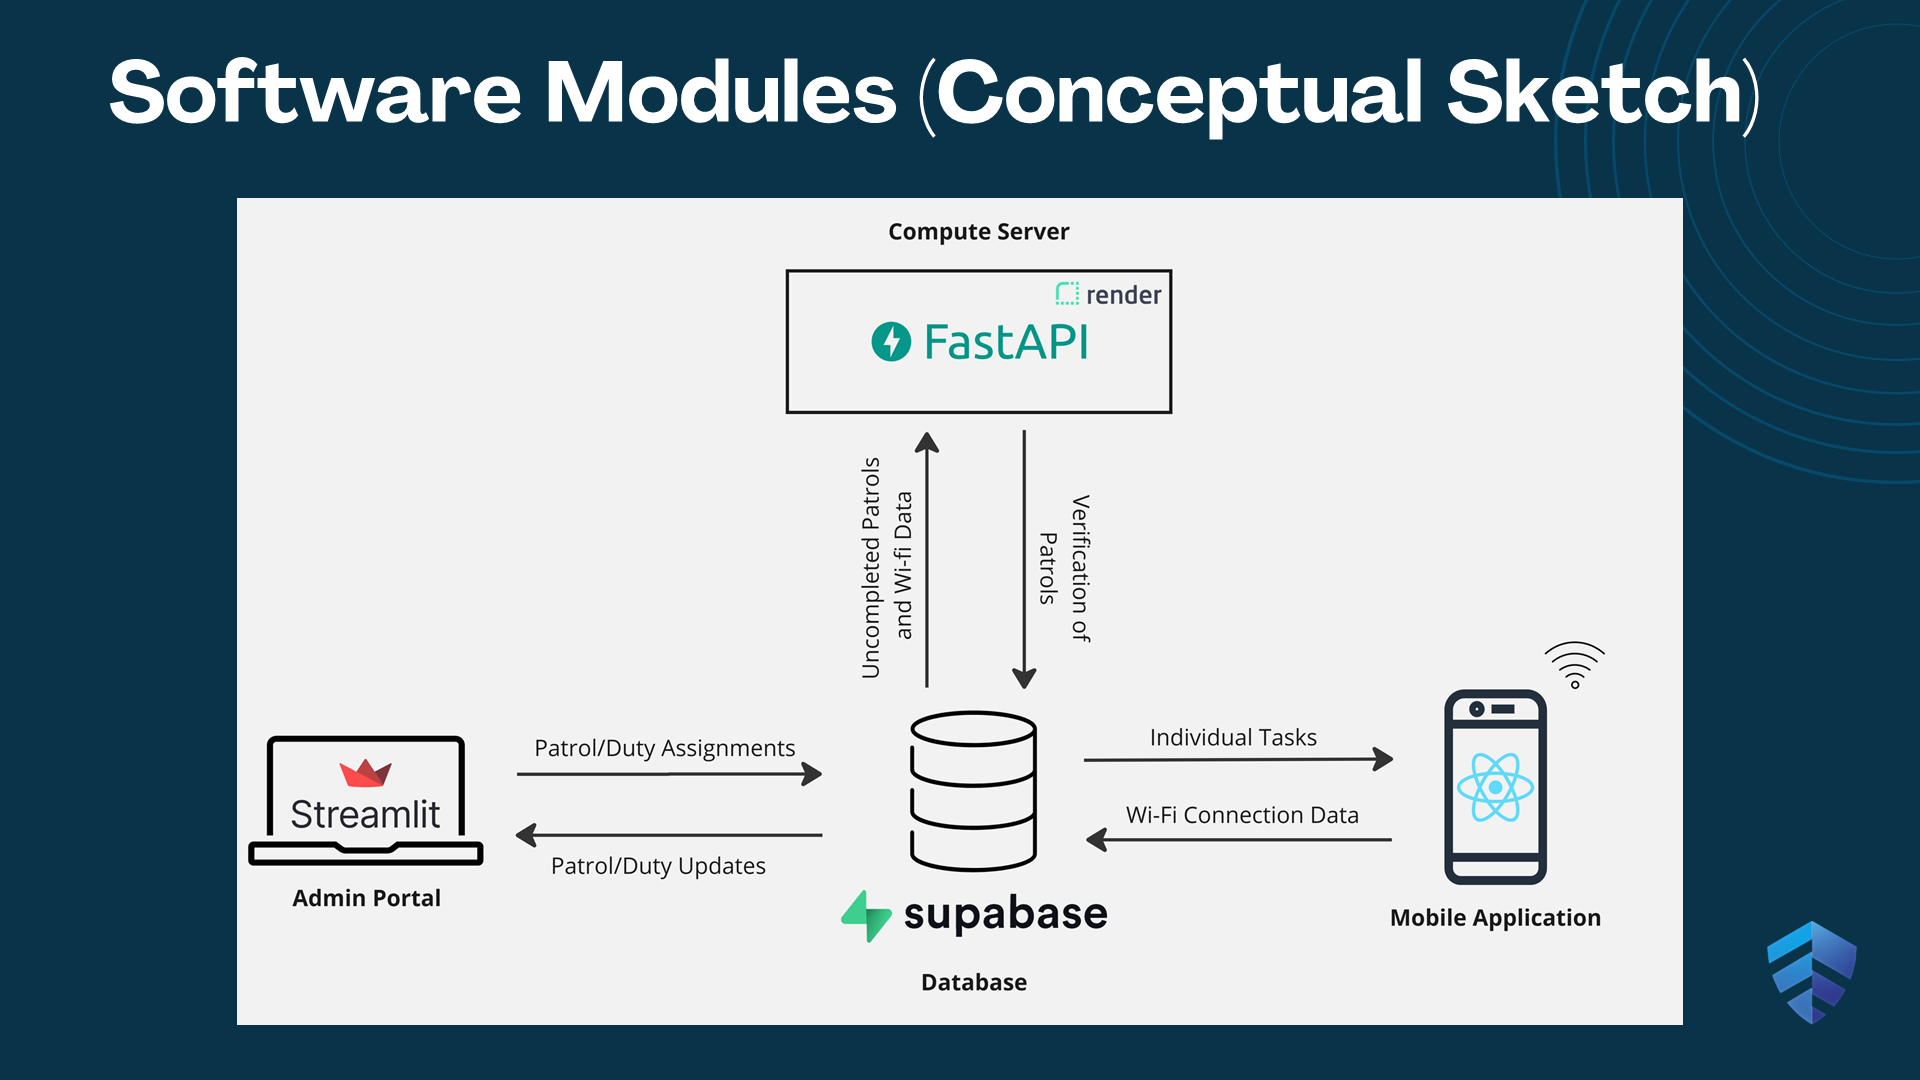 Software Modules (Conceptual Sketch)
Compute Server
render
FastAPI
Uncompleted Patrols
and Wi-fi Data
Verification of
Patrols
Patrol/Duty Assignments
Patrol/Duty Updates
Streamlit
Admin Portal
Individual Tasks
Wi-Fi Connection Data
Mobile Application
supabase
Database